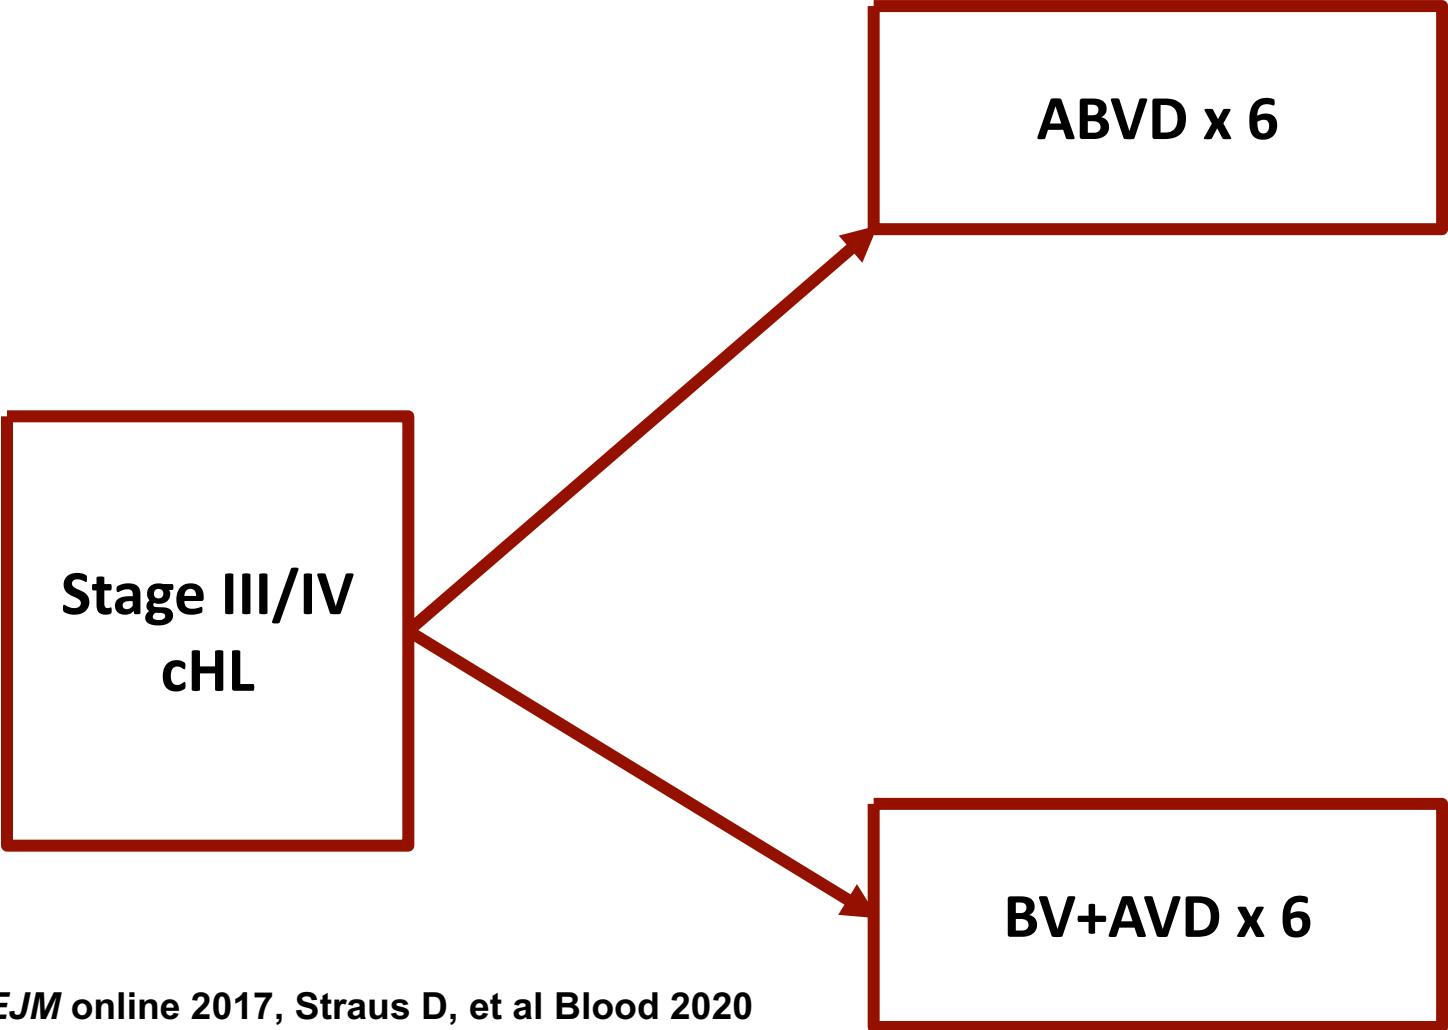 ABVD x 6
Stage III/IV
cHL
BV+AVD x 6
EJM online 2017, Straus D, et al Blood 2020